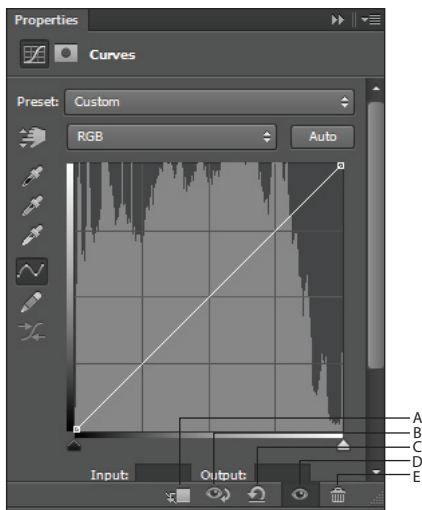 Properties
Curves
Preset: Custom
RGB Auto
A
B
C
D
E
Input: Output: